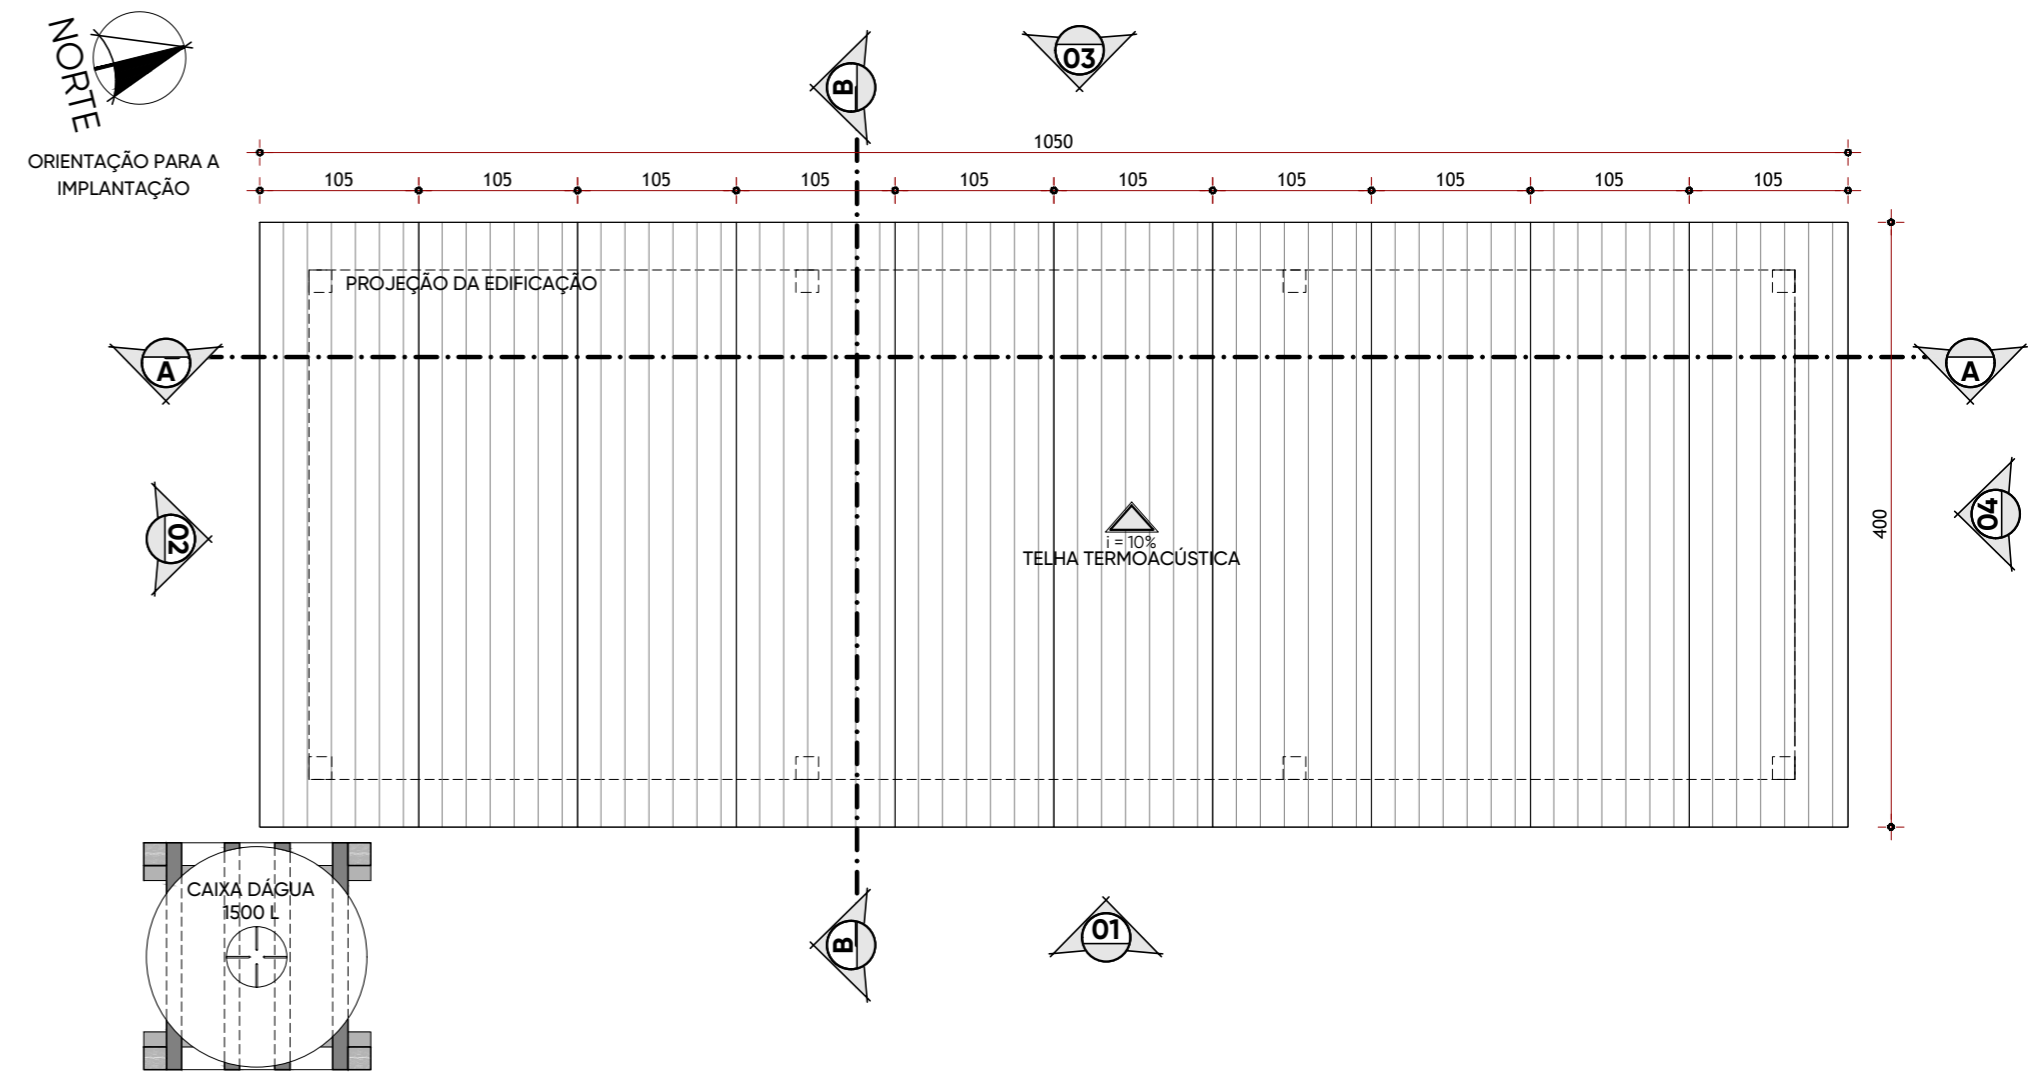 NORTE
ORIENTAÇÃO PARA A
IMPLANTAÇÃO
B
03
1050
105 105 105 105 105 105 105 105 105 105
PROJEÇÃO DA EDIFICAÇÃO
A
A
02
04
400
i = 10%
TELHA TERMOACÚSTICA
CAIXA DÁGUA
1500 L
B
01